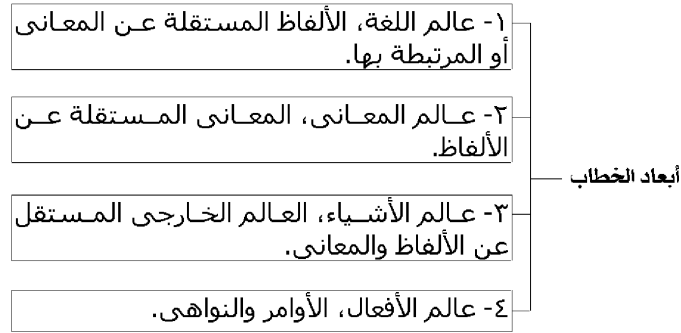 أبعاد الخطاب
١- عالم اللغة، الألفاظ المستقلة عن المعانى
أو المرتبطة بها.
٢- عالم المعانى، المعانى المستقلة عن
الألفاظ.
٣- عالم الأشياء، العالم الخارجى المستقل
عن الألفاظ والمعانى.
٤- عالم الأفعال، الأوامر والنواهى.